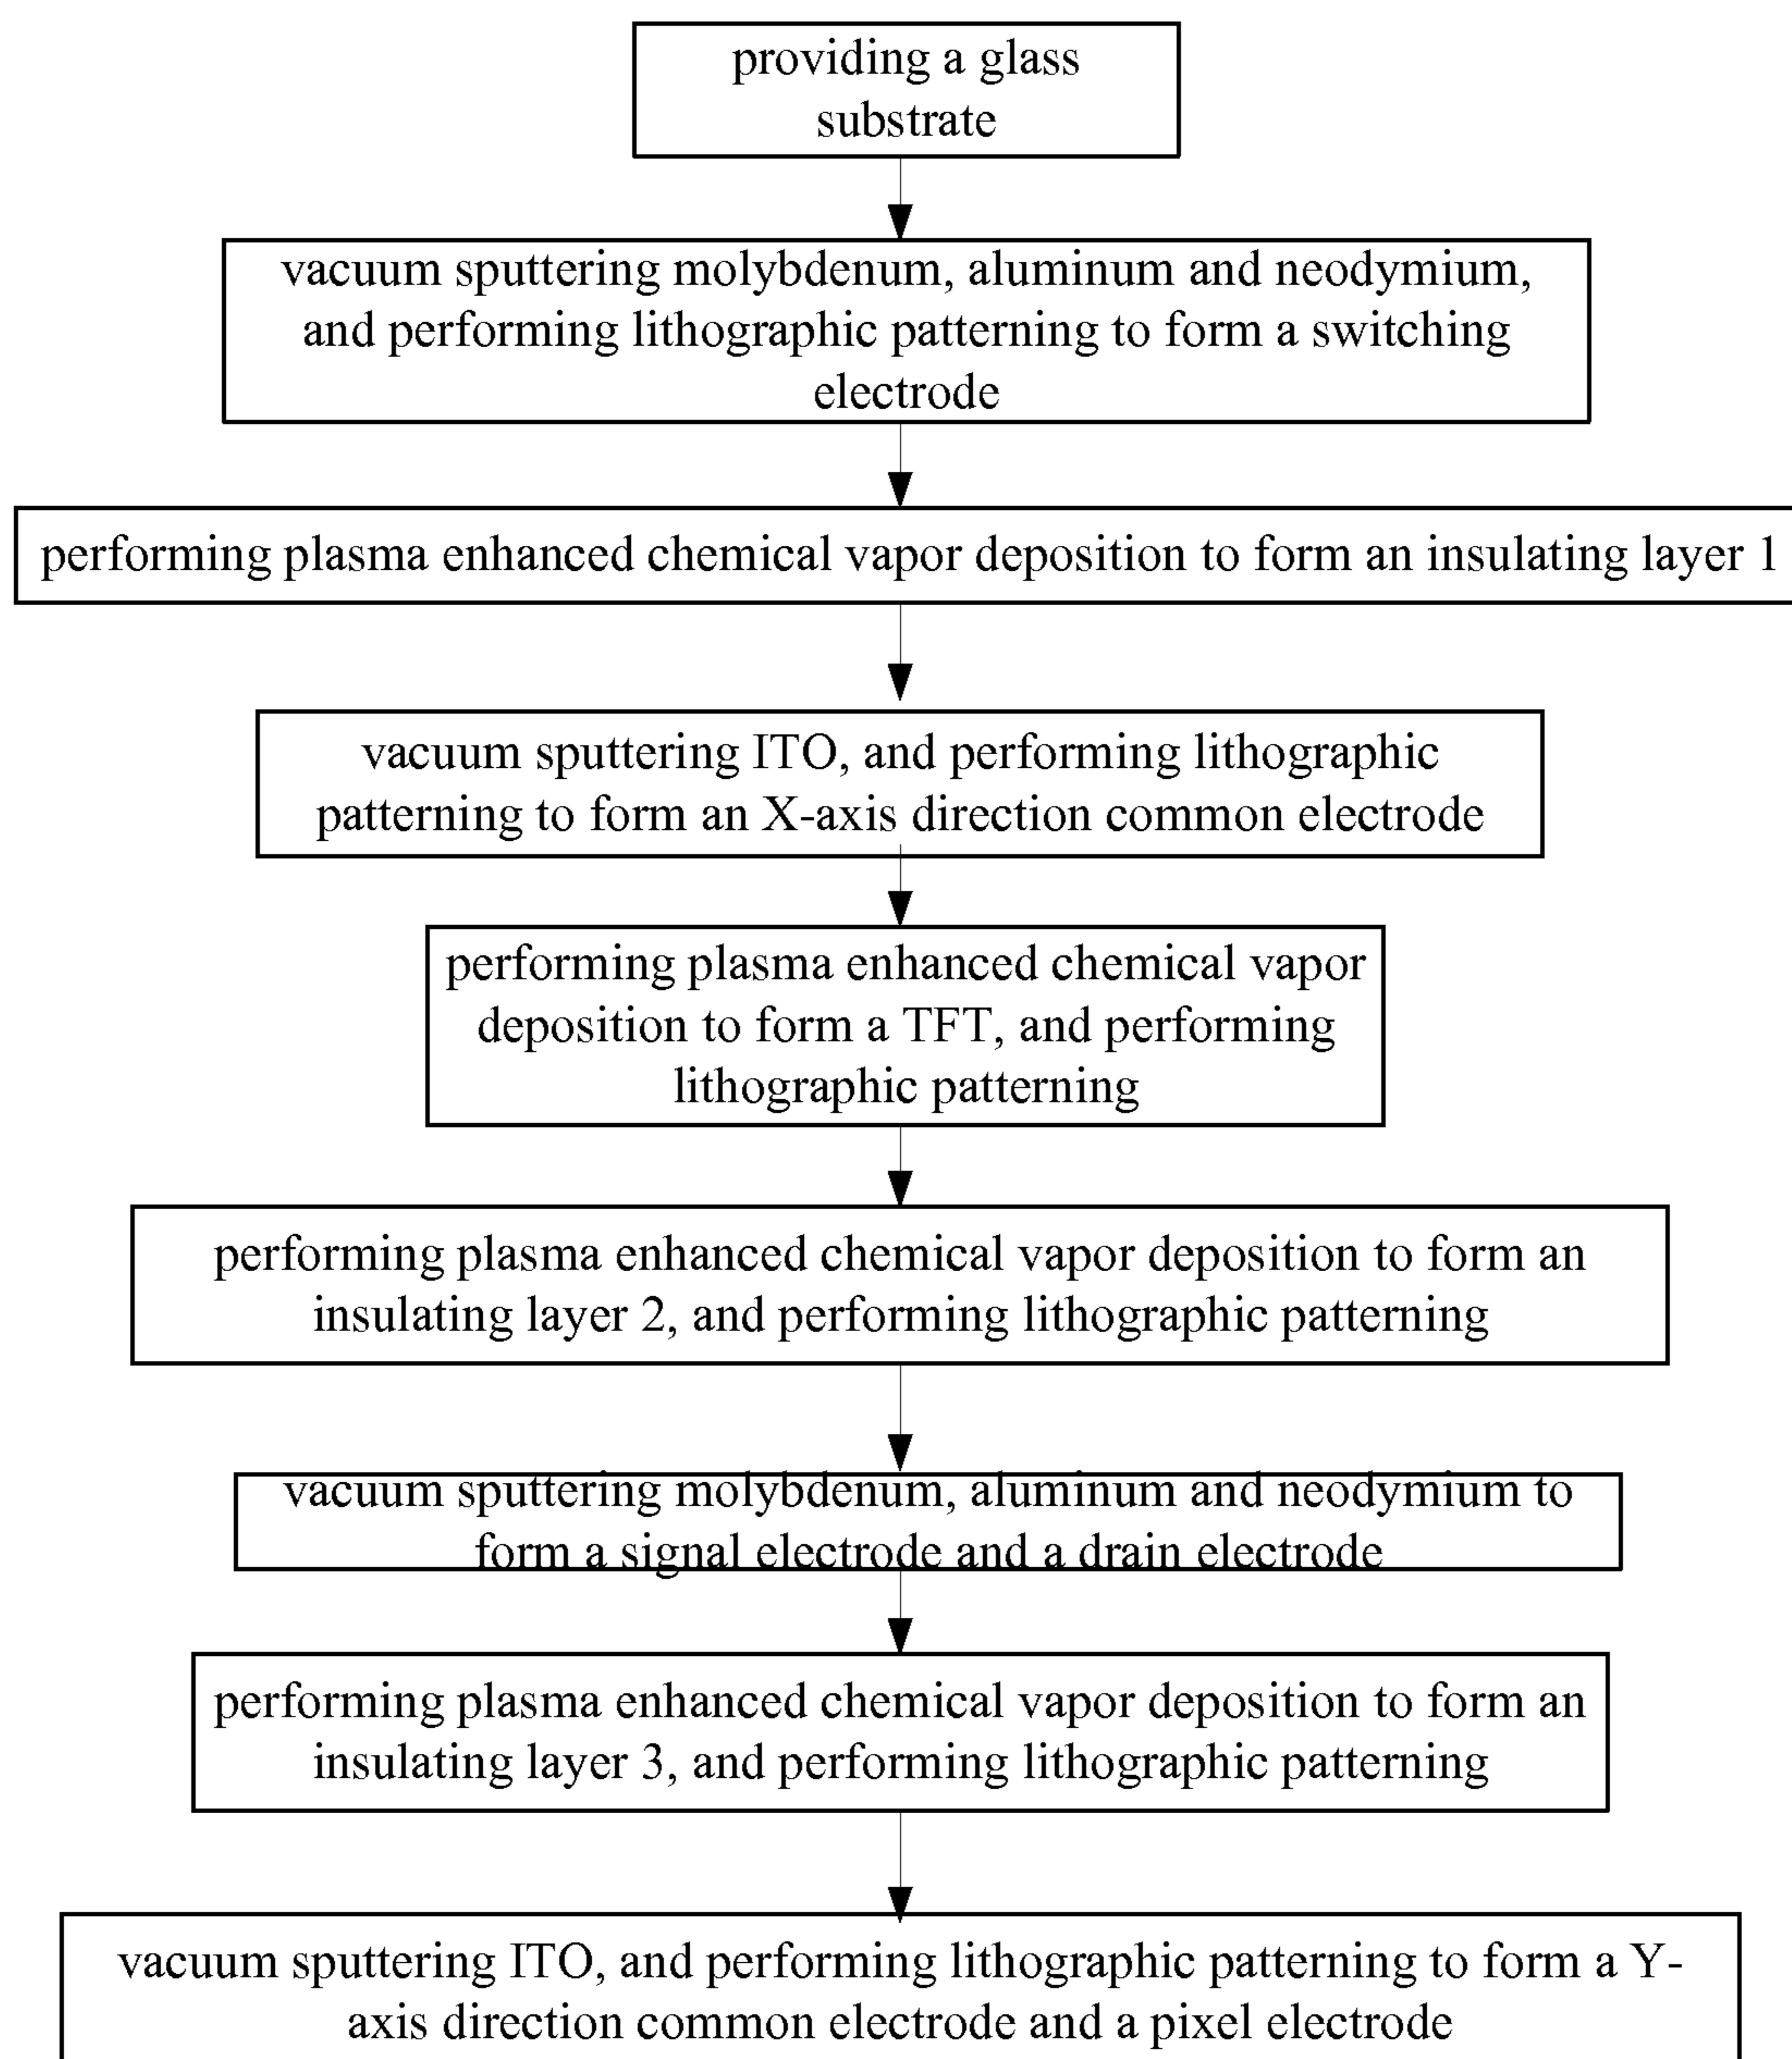 providing a glass
substrate
vacuum sputtering molybdenum, aluminum and neodymium,
and performing lithographic patterning to form a switching
electrode
performing plasma enhanced chemical vapor deposition to form an insulating layer 1
vacuum sputtering ITO, and performing lithographic
patterning to form an X-axis direction common electrode
performing plasma enhanced chemical vapor
deposition to form a TFT, and performing
lithographic patterning
performing plasma enhanced chemical vapor deposition to form an
insulating layer 2, and performing lithographic patterning
vacuum sputtering molybdenum, aluminum and neodymium to
form a signal electrode and a drain electrode
performing plasma enhanced chemical vapor deposition to form an
insulating layer 3, and performing lithographic patterning
vacuum sputtering ITO, and performing lithographic patterning to form a Y-
axis direction common electrode and a pixel electrode